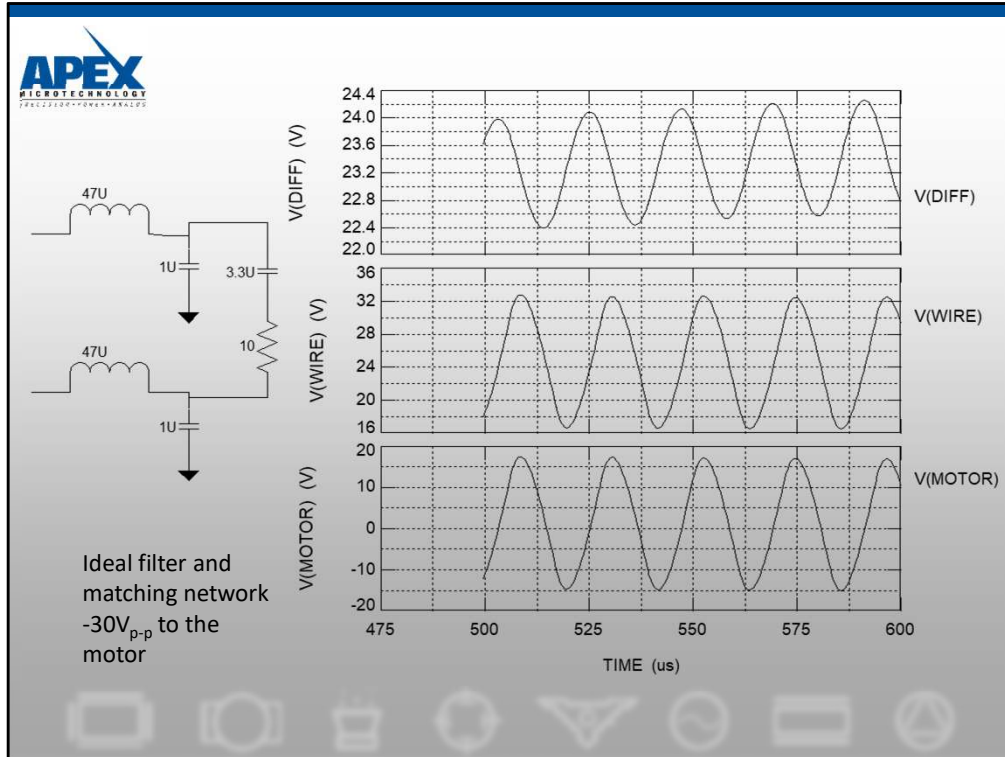 APEX
MICROTECHNOLOGY
PRECISION•POWER•ANALOG
47U
1U
3.3U
10
47U
1U
Ideal filter and
matching network
-30Vp-p to the
motor
V(DIFF) (V)
24.4
24.0
23.6
23.2
22.8
22.4
22.0
V(DIFF)
V(WIRE) (V)
36
32
28
24
20
16
V(WIRE)
V(MOTOR) (V)
20
10
0
-10
-20
V(MOTOR)
475 500 525 550 575 600
TIME (us)